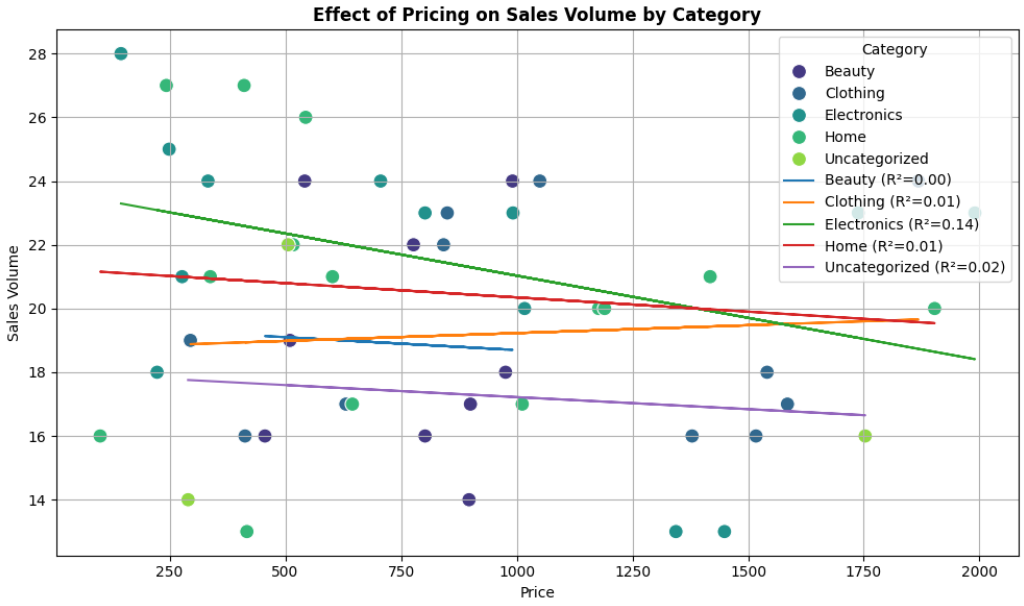 Effect of Pricing on Sales Volume by Category
Sales Volume
28
26
24
22
20
18
16
14
Category
Beauty
Clothing
Electronics
Home
Uncategorized
Beauty (R²=0.00)
Clothing (R²=0.01)
Electronics (R²=0.14)
Home (R²=0.01)
Uncategorized (R²=0.02)
250 500 750 1000 1250 1500 1750 2000
Price